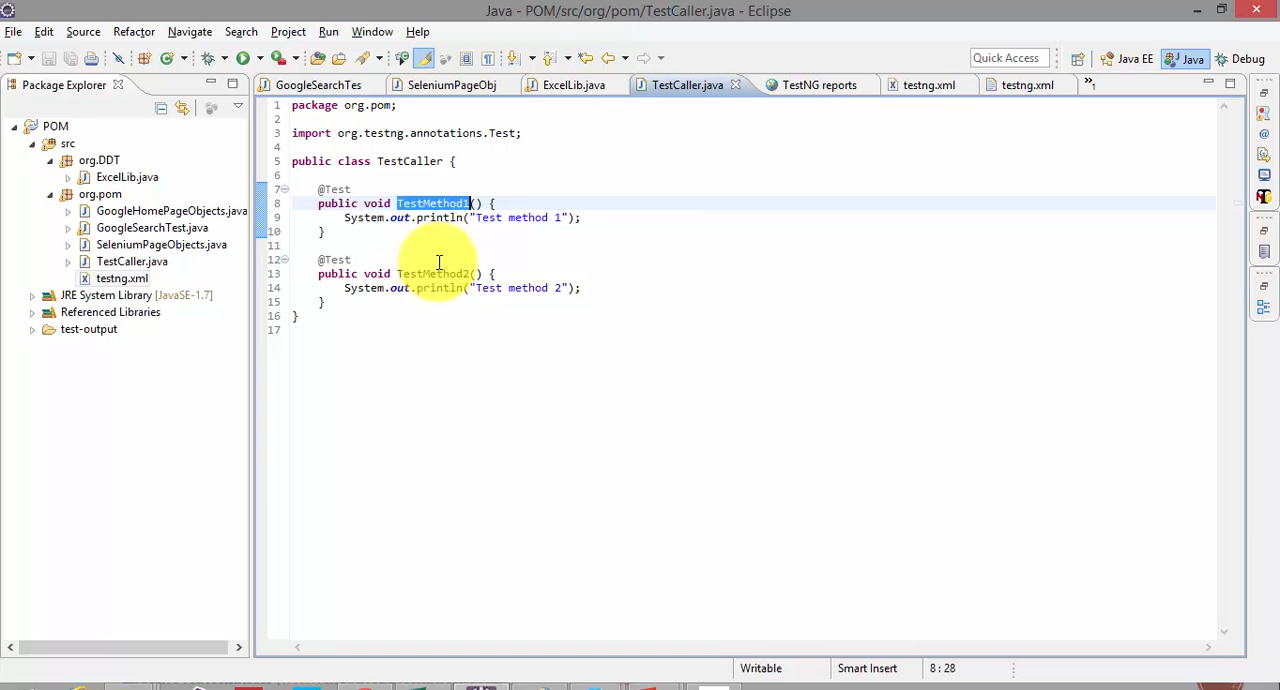 Java - POM/src/org/pom/TestCaller.java - Eclipse
File Edit Source Refactor Navigate Search Project Run Window Help
Quick Access Java EE Java Debug
Package Explorer GoogleSearchTes SeleniumPageObj ExcelLib.java TestCaller.java TestNG reports testng.xml testng.xml »1
POM
src
org.DDT
ExcelLib.java
org.pom
GoogleHomePageObjects.java
GoogleSearchTest.java
SeleniumPageObjects.java
TestCaller.java
testng.xml
JRE System Library [JavaSE-1.7]
Referenced Libraries
test-output
1 package org.pom;
2
3 import org.testng.annotations.Test;
4
5 public class TestCaller {
6
7 @Test
8 public void TestMethod1() {
9 System.out.println("Test method 1");
10 }
11
12 @Test
13 public void TestMethod2() {
14 System.out.println("Test method 2");
15 }
16 }
17
Writable Smart Insert 8 : 28